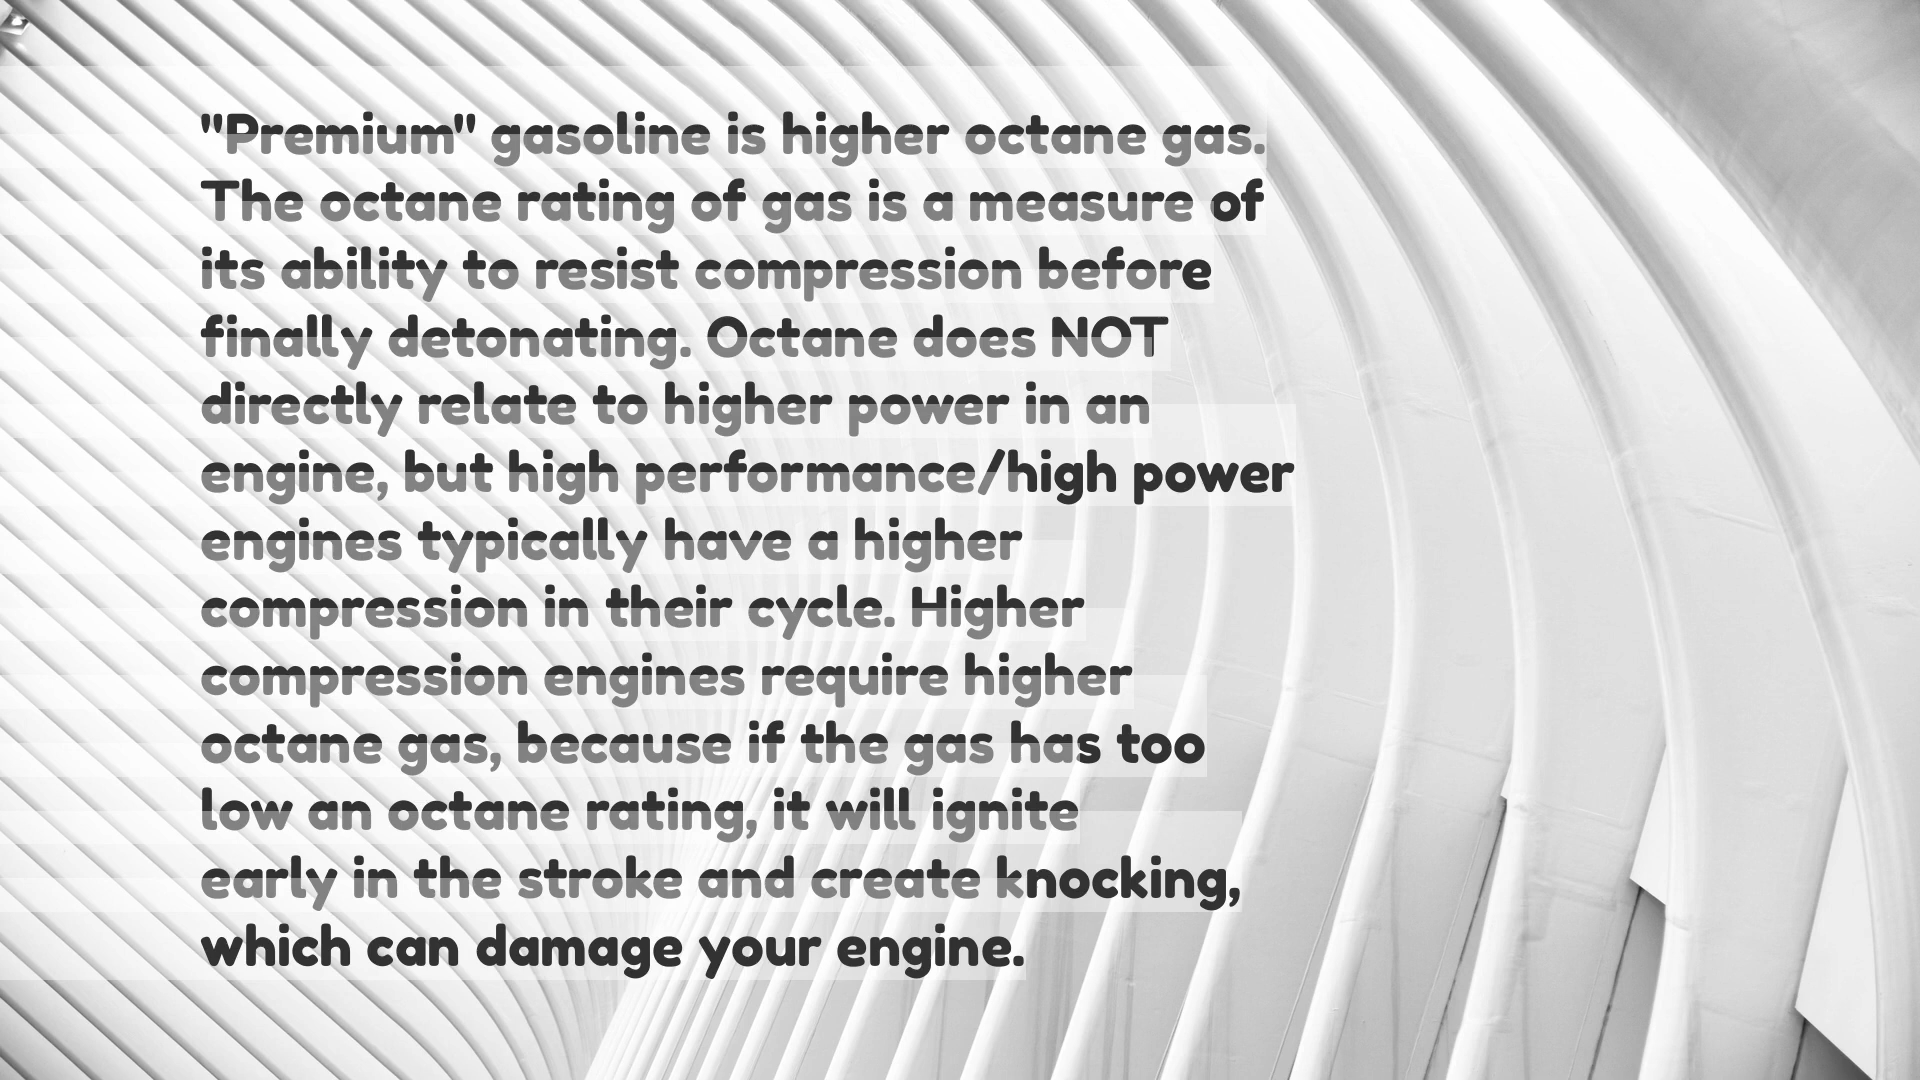 "Premium" gasoline is higher octane gas.
The octane rating of gas is a measure of
its ability to resist compression before
finally detonating. Octane does NOT
directly relate to higher power in an
engine, but high performance/high power
engines typically have a higher
compression in their cycle. Higher
compression engines require higher
octane gas, because if the gas has too
low an octane rating, it will ignite
early in the stroke and create knocking,
which can damage your engine.